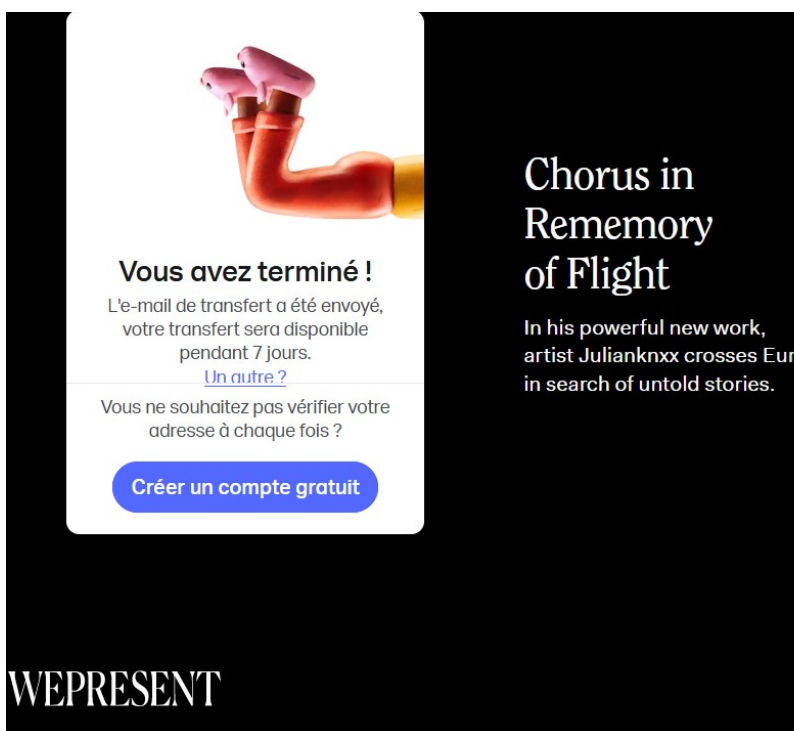 Vous avez terminé !
L'e-mail de transfert a été envoyé,
votre transfert sera disponible
pendant 7 jours.
Un autre ?
Vous ne souhaitez pas vérifier votre
adresse à chaque fois ?
Créer un compte gratuit
Chorus in
Rememory
of Flight
In his powerful new work,
artist Julianknxx crosses Eur
in search of untold stories.
WEPRESENT